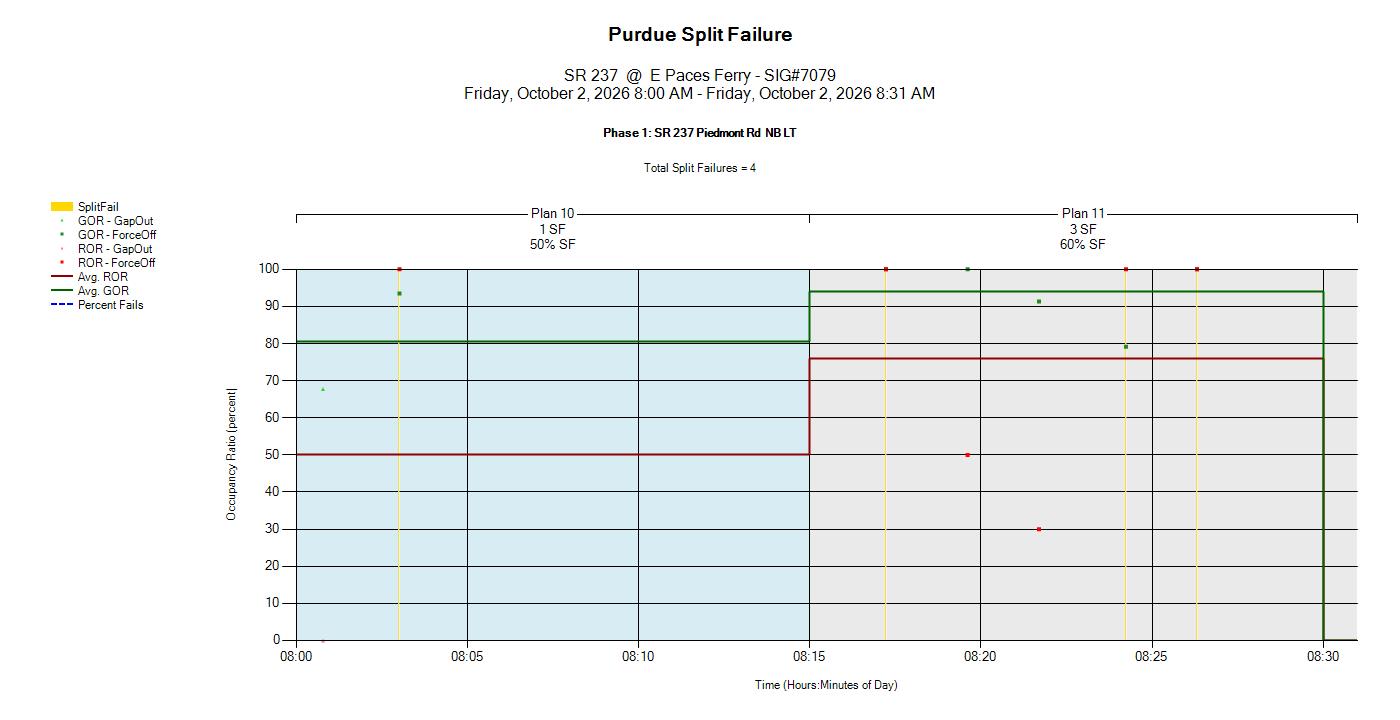 Purdue Split Failure
SR 237 @ E Paces Ferry - SIG#7079
Friday, October 2, 2026 8:00 AM - Friday, October 2, 2026 8:31 AM
Phase 1: SR 237 Piedmont Rd NB LT
Total Split Failures = 4
SplitFail
GOR - GapOut
GOR - ForceOff
ROR - GapOut
ROR - ForceOff
Avg. ROR
Avg. GOR
Percent Fails
Plan 10
1 SF
50% SF
Plan 11
3 SF
60% SF
Occupancy Ratio (percent)
100
90
80
70
60
50
40
30
20
10
0
08:00 08:05 08:10 08:15 08:20 08:25 08:30
Time (Hours:Minutes of Day)